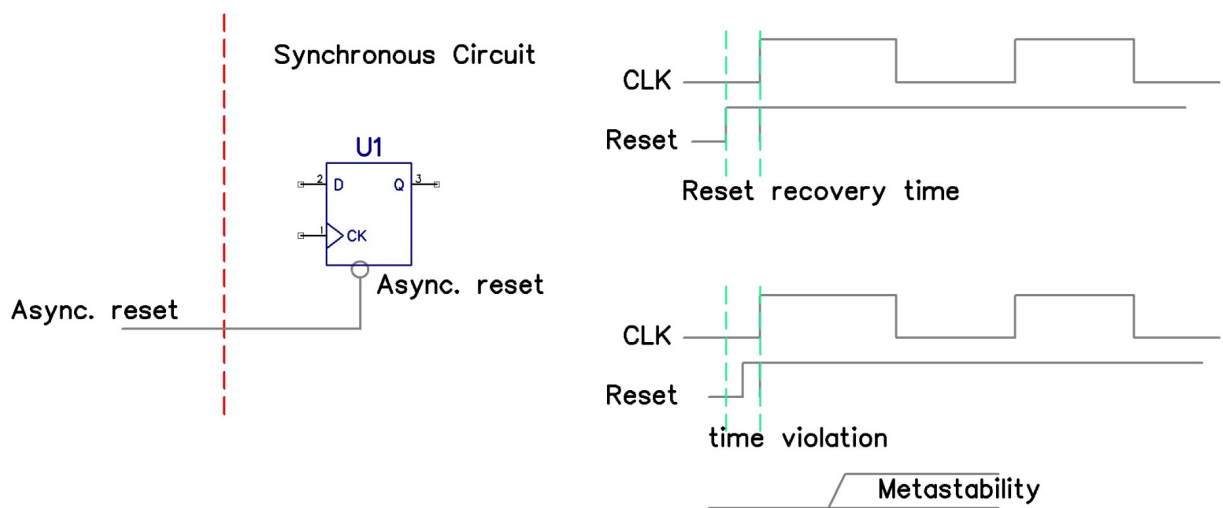 Synchronous Circuit
U1
2 D Q 3
1 CK
Async. reset
Async. reset
CLK
Reset
Reset recovery time
CLK
Reset
time violation
Metastability